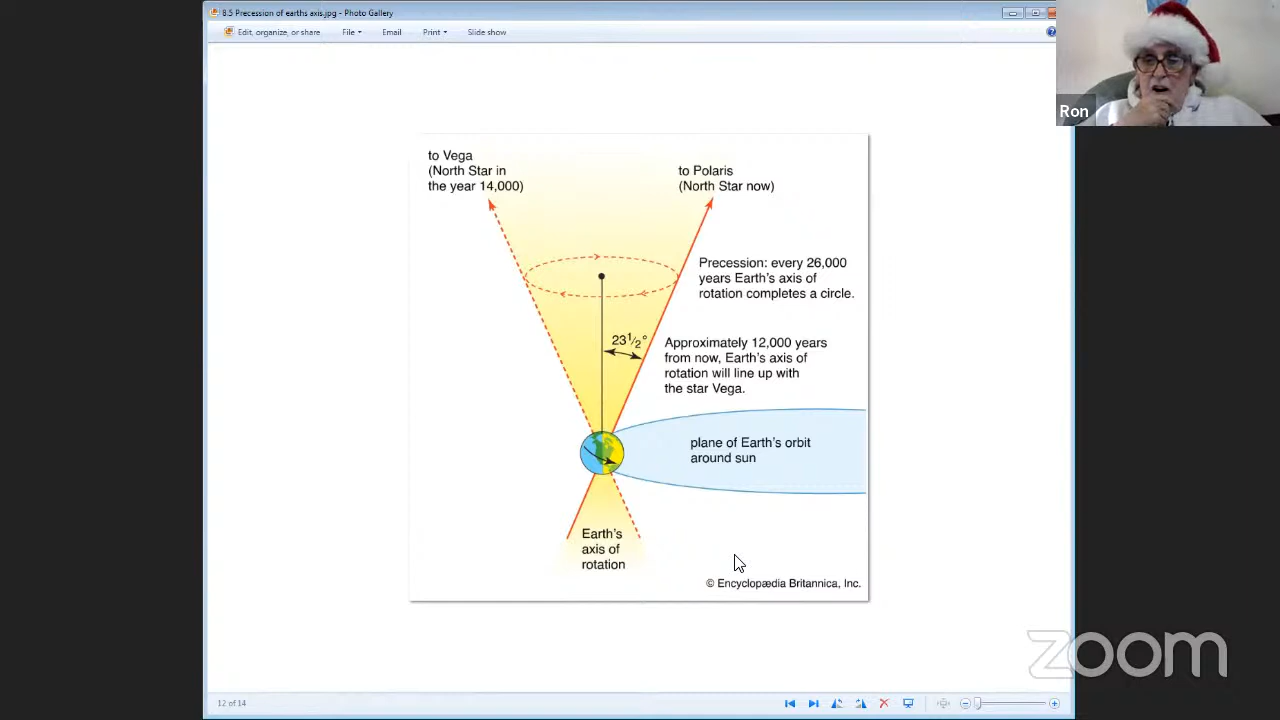 8.5 Precession of earths axis.jpg - Photo Gallery
Edit, organize, or share File Email Print Slide show
Ron
to Vega
(North Star in
the year 14,000)
to Polaris
(North Star now)
Precession: every 26,000
years Earth's axis of
rotation completes a circle.
23½°
Approximately 12,000 years
from now, Earth's axis of
rotation will line up with
the star Vega.
plane of Earth's orbit
around sun
Earth's
axis of
rotation
© Encyclopædia Britannica, Inc.
zoom
12 of 14